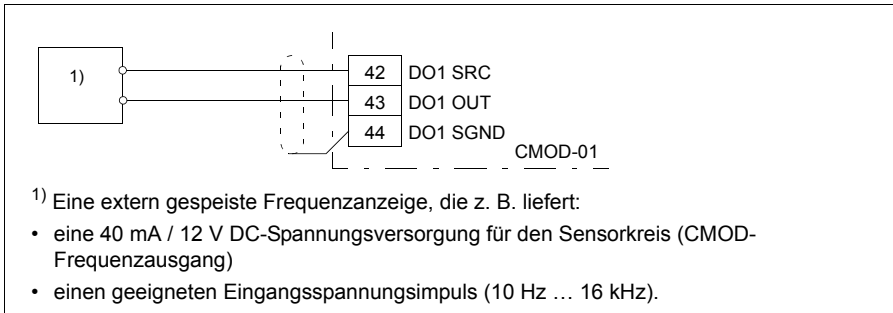 1)
42 DO1 SRC
43 DO1 OUT
44 DO1 SGND
CMOD-01
1) Eine extern gespeiste Frequenzanzeige, die z. B. liefert:
• eine 40 mA / 12 V DC-Spannungsversorgung für den Sensorkreis (CMOD-
Frequenzausgang)
• einen geeigneten Eingangsspannungsimpuls (10 Hz … 16 kHz).